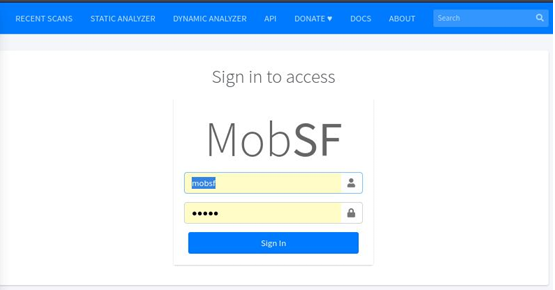 RECENT SCANS STATIC ANALYZER DYNAMIC ANALYZER API DONATE ♥ DOCS ABOUT Search
Sign in to access
MobSF
mobsf
•••••
Sign In